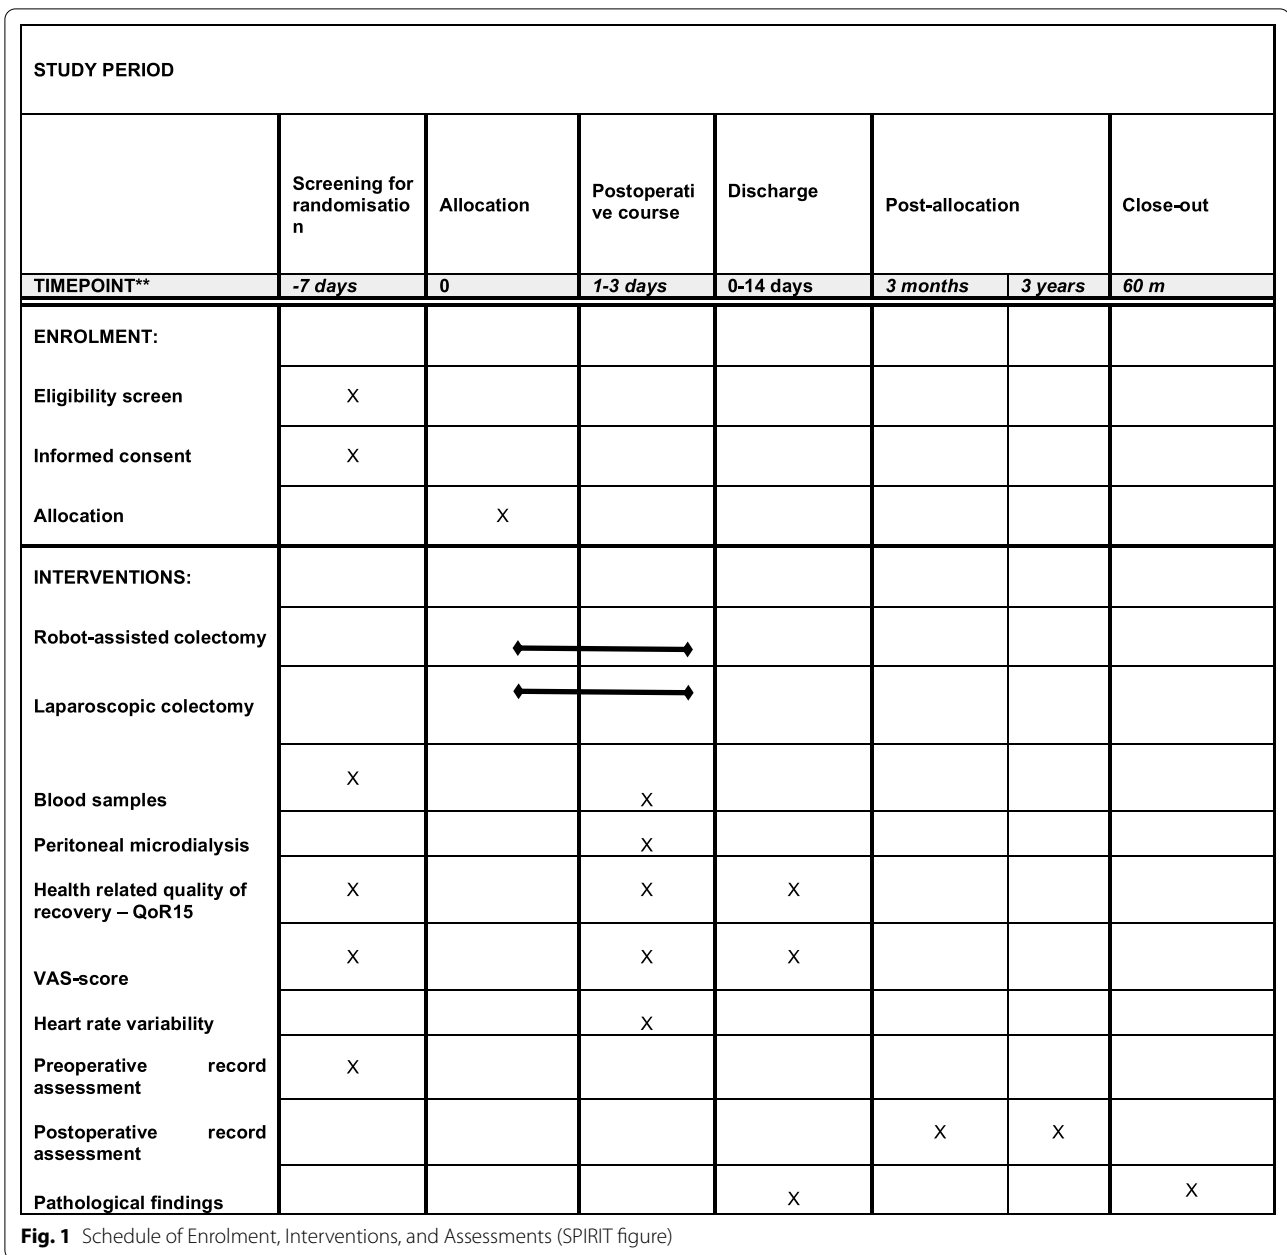 STUDY PERIOD
Screening for
randomisatio
n
Allocation
Postoperati
ve course
Discharge
Post-allocation
Close-out
TIMEPOINT** -7 days 0 1-3 days 0-14 days 3 months 3 years 60 m
ENROLMENT:
Eligibility screen X
Informed consent X
Allocation X
INTERVENTIONS:
Robot-assisted colectomy
Laparoscopic colectomy
X
Blood samples X
Peritoneal microdialysis X
Health related quality of
recovery – QoR15
X X X
X X X
VAS-score
Heart rate variability X
Preoperative record
assessment
X
Postoperative record
assessment
X X
Pathological findings X X
Fig. 1 Schedule of Enrolment, Interventions, and Assessments (SPIRIT figure)